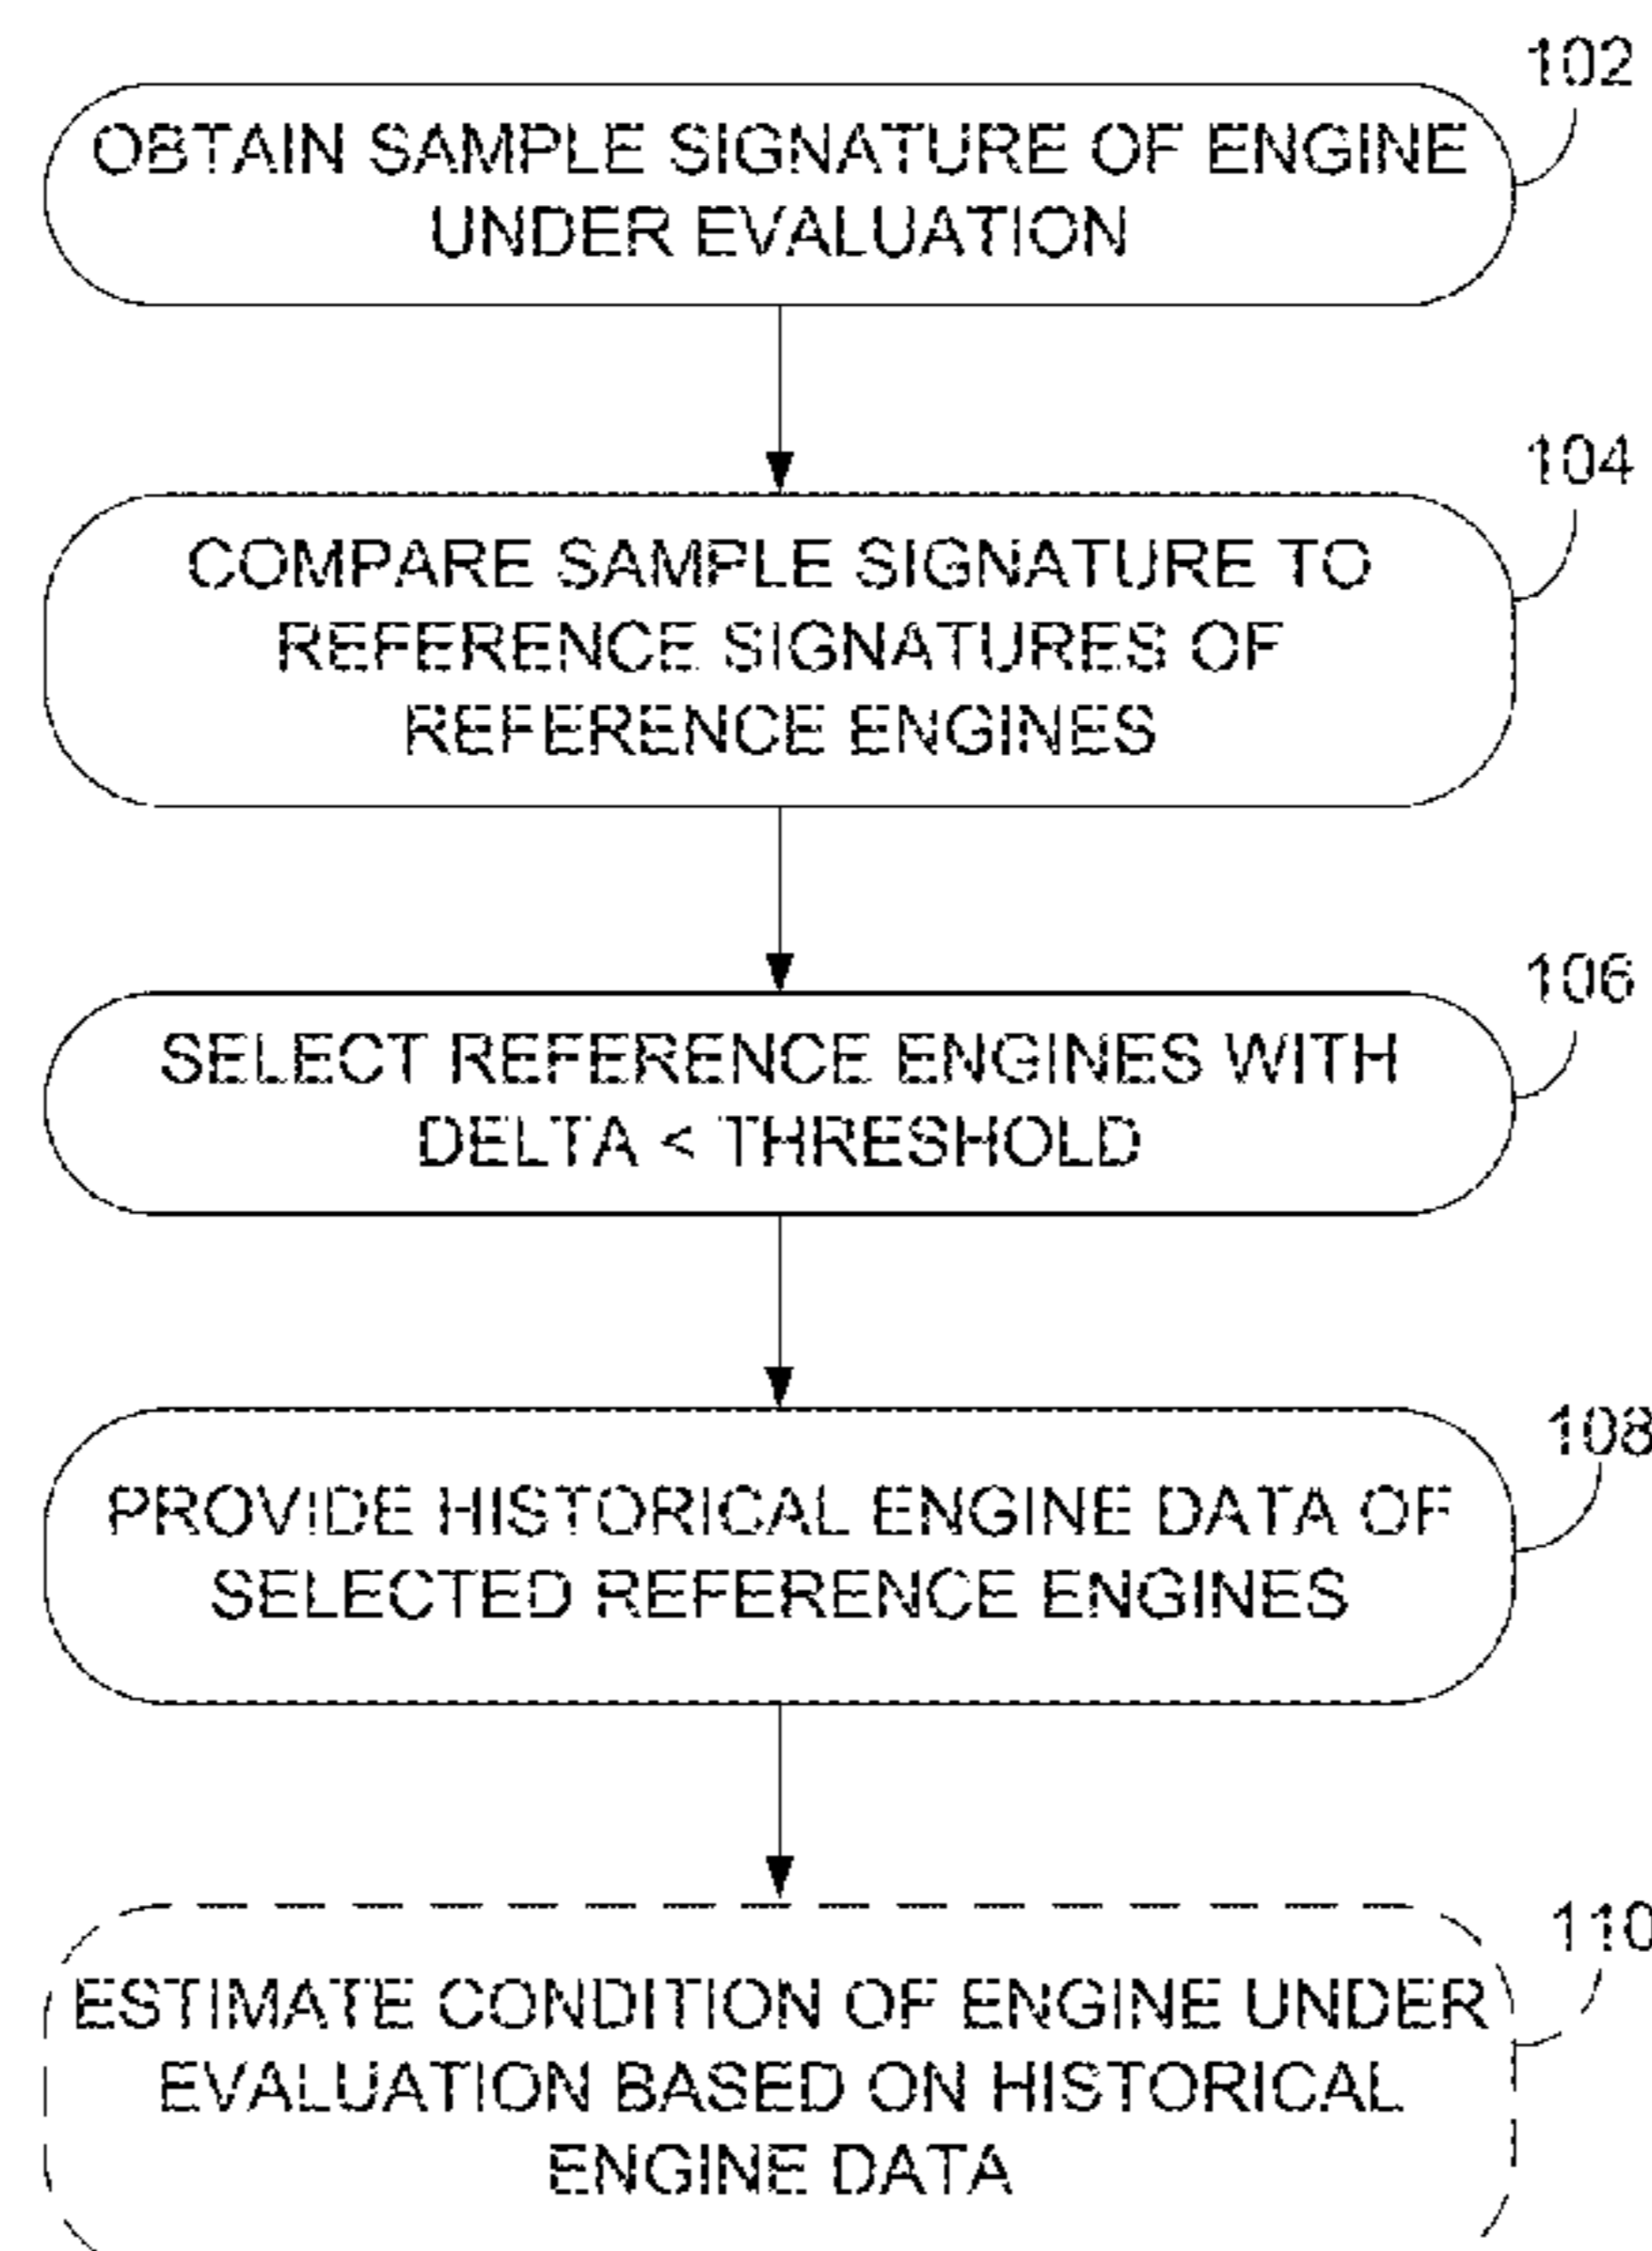 102
OBTAIN SAMPLE SIGNATURE OF ENGINE
UNDER EVALUATION
104
COMPARE SAMPLE SIGNATURE TO
REFERENCE SIGNATURES OF
REFERENCE ENGINES
106
SELECT REFERENCE ENGINES WITH
DELTA < THRESHOLD
108
PROVIDE HISTORICAL ENGINE DATA OF
SELECTED REFERENCE ENGINES
110
ESTIMATE CONDITION OF ENGINE UNDER
EVALUATION BASED ON HISTORICAL
ENGINE DATA